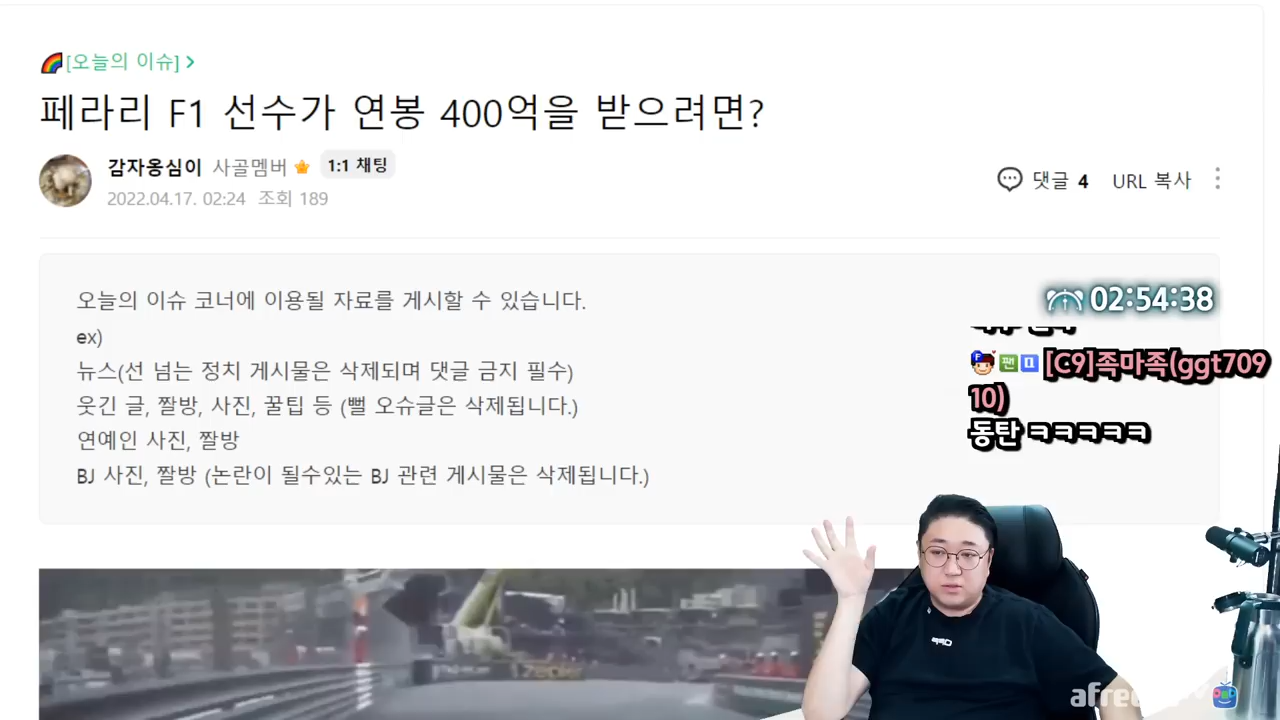 [오늘의 이슈] >
페라리 F1 선수가 연봉 400억을 받으려면?
감자옹심이 사골멤버 1:1 채팅
2022.04.17. 02:24 조회 189
댓글 4 URL 복사
오늘의 이슈 코너에 이용될 자료를 게시할 수 있습니다.
ex)
뉴스(선 넘는 정치 게시물은 삭제되며 댓글 금지 필수)
웃긴 글, 짤방, 사진, 꿀팁 등 (뻘 오슈글은 삭제됩니다.)
연예인 사진, 짤방
BJ 사진, 짤방 (논란이 될수있는 BJ 관련 게시물은 삭제됩니다.)
02:54:38
F 팬 [C9]족마족(ggt709
10)
동탄 ㅋㅋㅋㅋㅋ